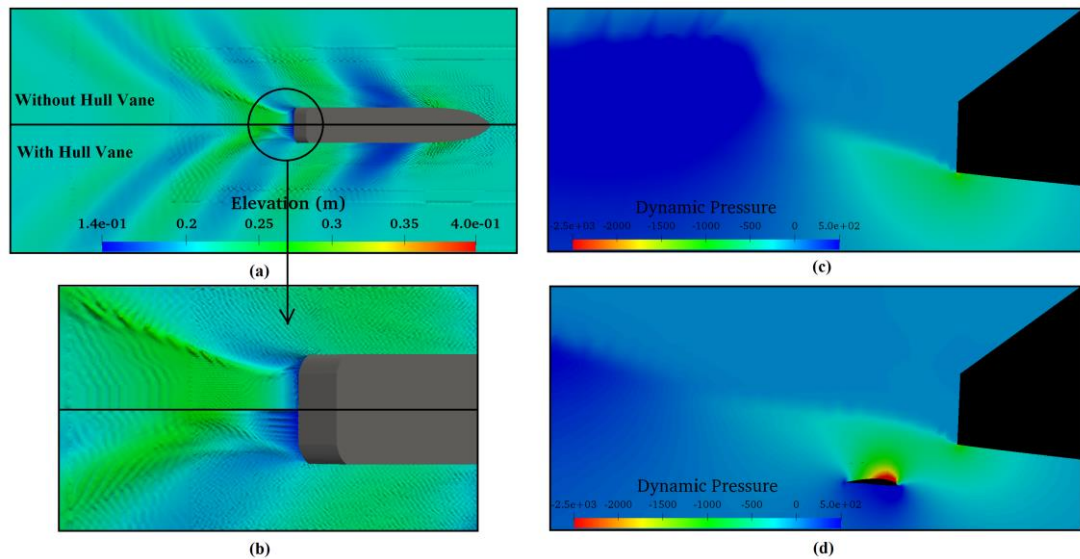 Without Hull Vane
With Hull Vane
Elevation (m)
1.4e-01 0.2 0.25 0.3 0.35 4.0e-01
(a)
(b)
Dynamic Pressure
-2.5e+03 -2000 -1500 -1000 -500 0 5.0e+02
(c)
Dynamic Pressure
-2.5e+03 -2000 -1500 -1000 -500 0 5.0e+02
(d)